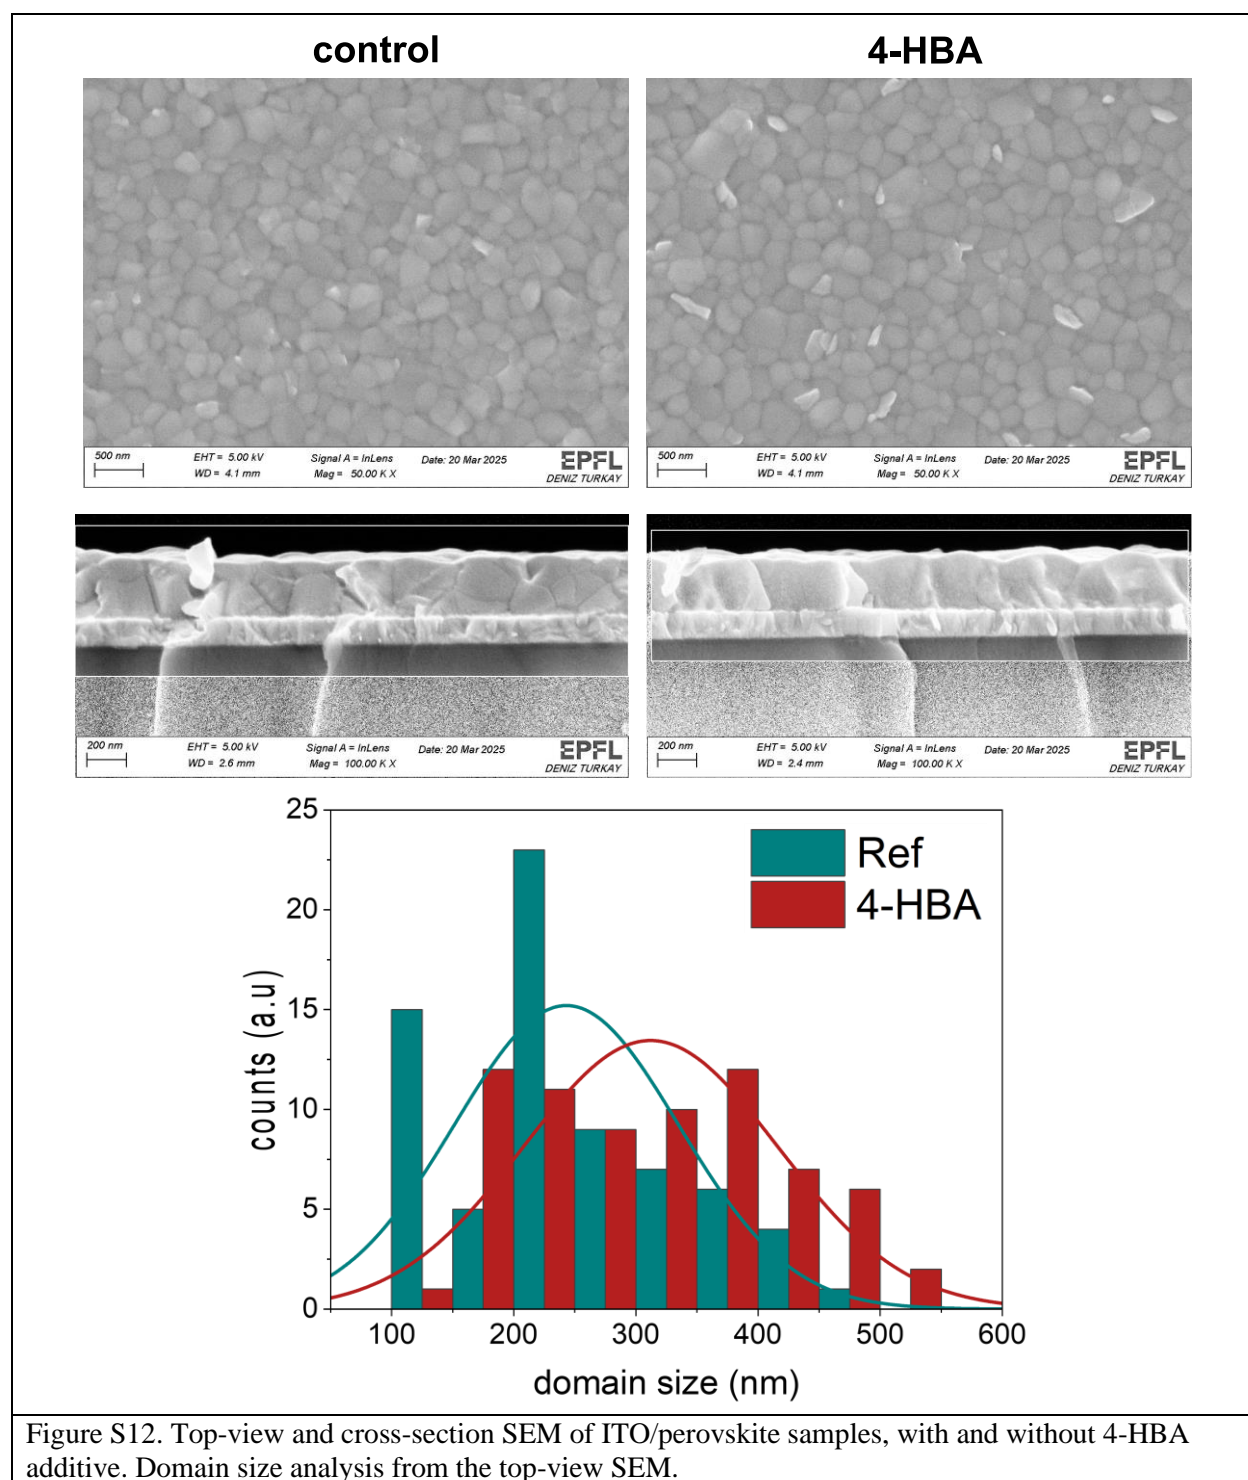 control
4-HBA
500 nm
EHT = 5.00 kV
WD = 4.1 mm
Signal A = InLens
Mag = 50.00 K X
Date: 20 Mar 2025
EPFL
DENIZ TURKAY
500 nm
EHT = 5.00 kV
WD = 4.1 mm
Signal A = InLens
Mag = 50.00 K X
Date: 20 Mar 2025
EPFL
DENIZ TURKAY
200 nm
EHT = 5.00 kV
WD = 2.6 mm
Signal A = InLens
Mag = 100.00 K X
Date: 20 Mar 2025
EPFL
DENIZ TURKAY
200 nm
EHT = 5.00 kV
WD = 2.4 mm
Signal A = InLens
Mag = 100.00 K X
Date: 20 Mar 2025
EPFL
DENIZ TURKAY
25
20
15
10
5
0
counts (a.u)
Ref
4-HBA
100 200 300 400 500 600
domain size (nm)
Figure S12. Top-view and cross-section SEM of ITO/perovskite samples, with and without 4-HBA
additive. Domain size analysis from the top-view SEM.